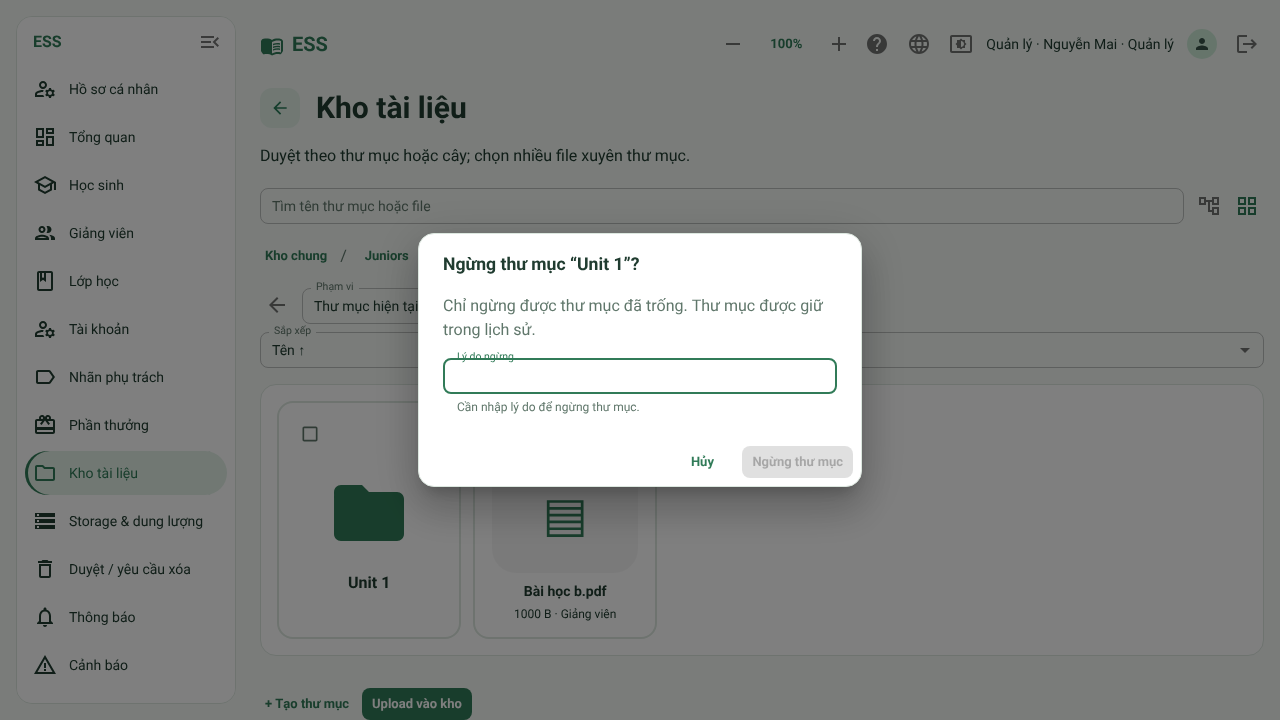 ESS
Hồ sơ cá nhân
Tổng quan
Học sinh
Giảng viên
Lớp học
Tài khoản
Nhãn phụ trách
Phần thưởng
Kho tài liệu
Storage & dung lượng
Duyệt / yêu cầu xóa
Thông báo
Cảnh báo
ESS
100%
Quản lý · Nguyễn Mai · Quản lý
Kho tài liệu
Duyệt theo thư mục hoặc cây; chọn nhiều file xuyên thư mục.
Tìm tên thư mục hoặc file
Kho chung / Juniors
Phạm vi
Thư mục hiện tại
Sắp xếp
Tên ↑
Ngừng thư mục “Unit 1”?
Chỉ ngừng được thư mục đã trống. Thư mục được giữ
trong lịch sử.
Lý do ngừng
Cần nhập lý do để ngừng thư mục.
Hủy
Ngừng thư mục
Unit 1
Bài học b.pdf
1000 B · Giảng viên
+ Tạo thư mục
Upload vào kho